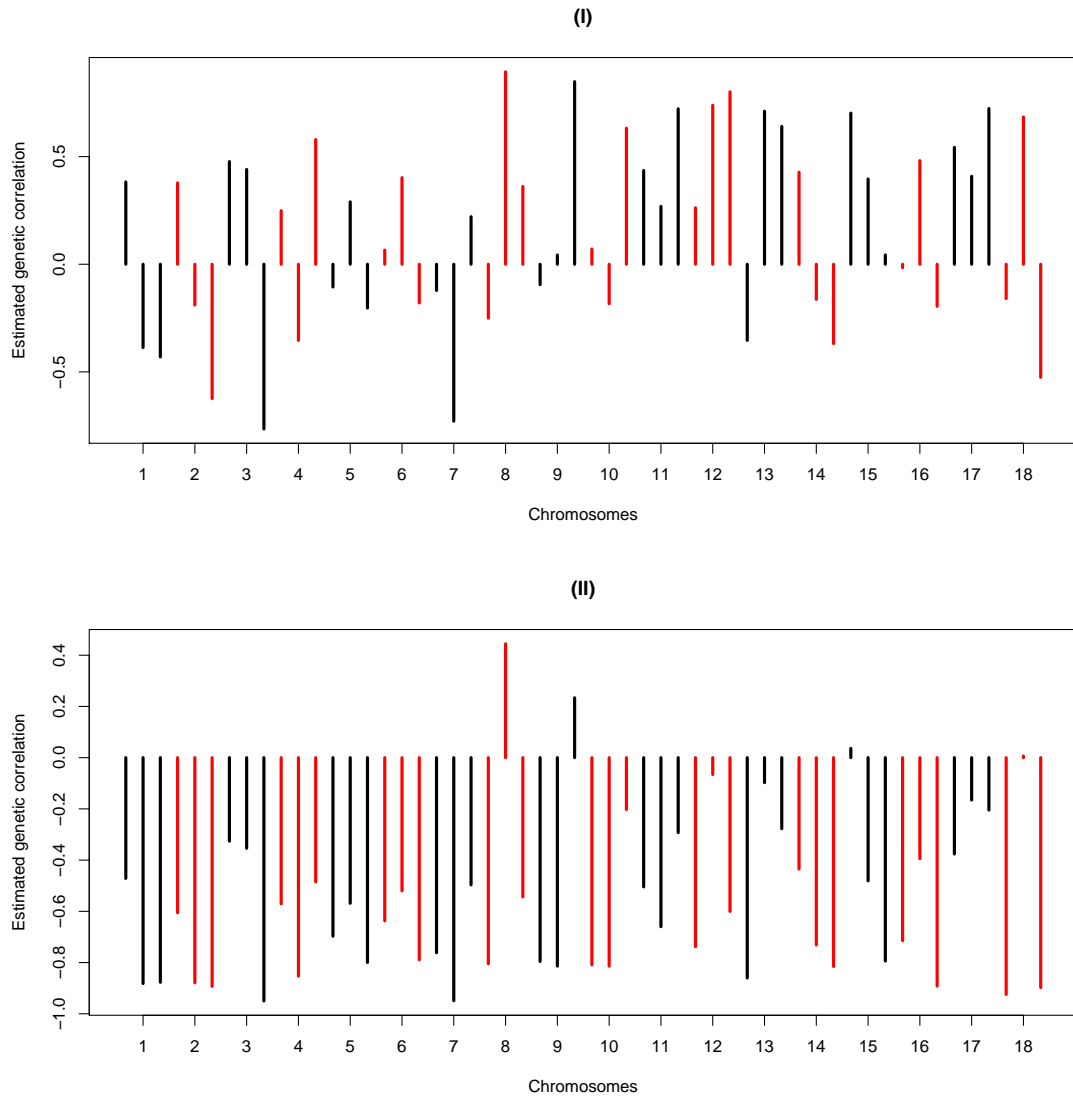 (I)
Estimated genetic correlation
0.5
0.0
−0.5
1 2 3 4 5 6 7 8 9 10 11 12 13 14 15 16 17 18
Chromosomes
(II)
Estimated genetic correlation
0.4
0.2
0.0
−0.2
−0.4
−0.6
−0.8
−1.0
1 2 3 4 5 6 7 8 9 10 11 12 13 14 15 16 17 18
Chromosomes